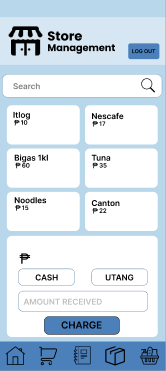 Store
Management
LOG OUT
Search
Itlog
₱ 10
Nescafe
₱ 17
Bigas 1kl
₱ 60
Tuna
₱ 35
Noodles
₱ 15
Canton
₱ 22
₱
CASH
UTANG
AMOUNT RECEIVED
CHARGE